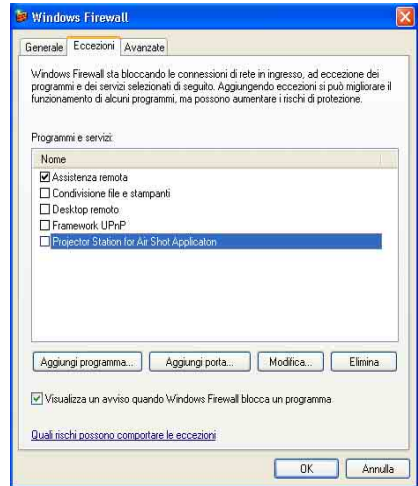 Windows Firewall
Generale Eccezioni Avanzate
Windows Firewall sta bloccando le connessioni di rete in ingresso, ad eccezione dei
programmi e dei servizi selezionati di seguito. Aggiungendo eccezioni si può migliorare il
funzionamento di alcuni programmi, ma possono aumentare i rischi di protezione.
Programmi e servizi:
Nome
Assistenza remota
Condivisione file e stampanti
Desktop remoto
Framework UPnP
Projector Station for Air Shot Applicaton
Aggiungi programma... Aggiungi porta... Modifica... Elimina
Visualizza un avviso quando Windows Firewall blocca un programma
Quali rischi possono comportare le eccezioni
OK Annulla